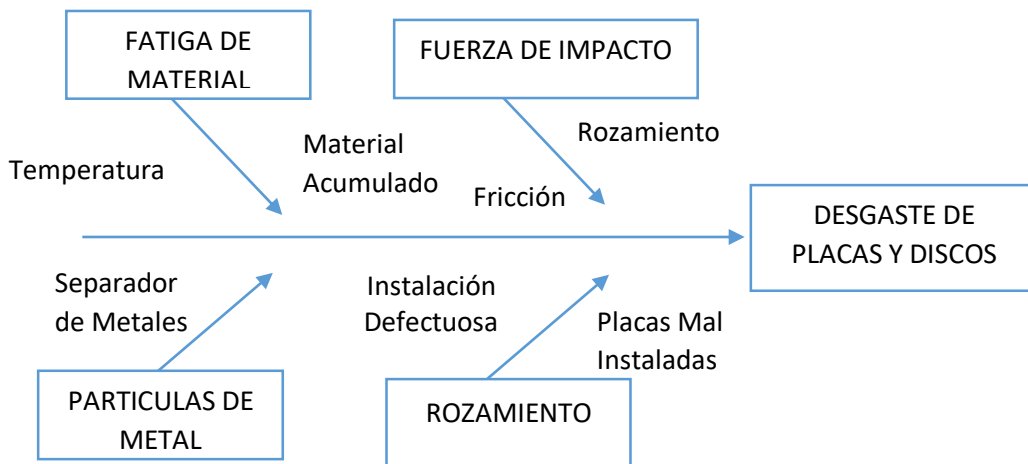 FATIGA DE
MATERIAL
FUERZA DE IMPACTO
Rozamiento
Material
Acumulado
Temperatura
Fricción
DESGASTE DE
PLACAS Y DISCOS
Separador
de Metales
Instalación
Defectuosa
Placas Mal
Instaladas
PARTICULAS DE
METAL
ROZAMIENTO